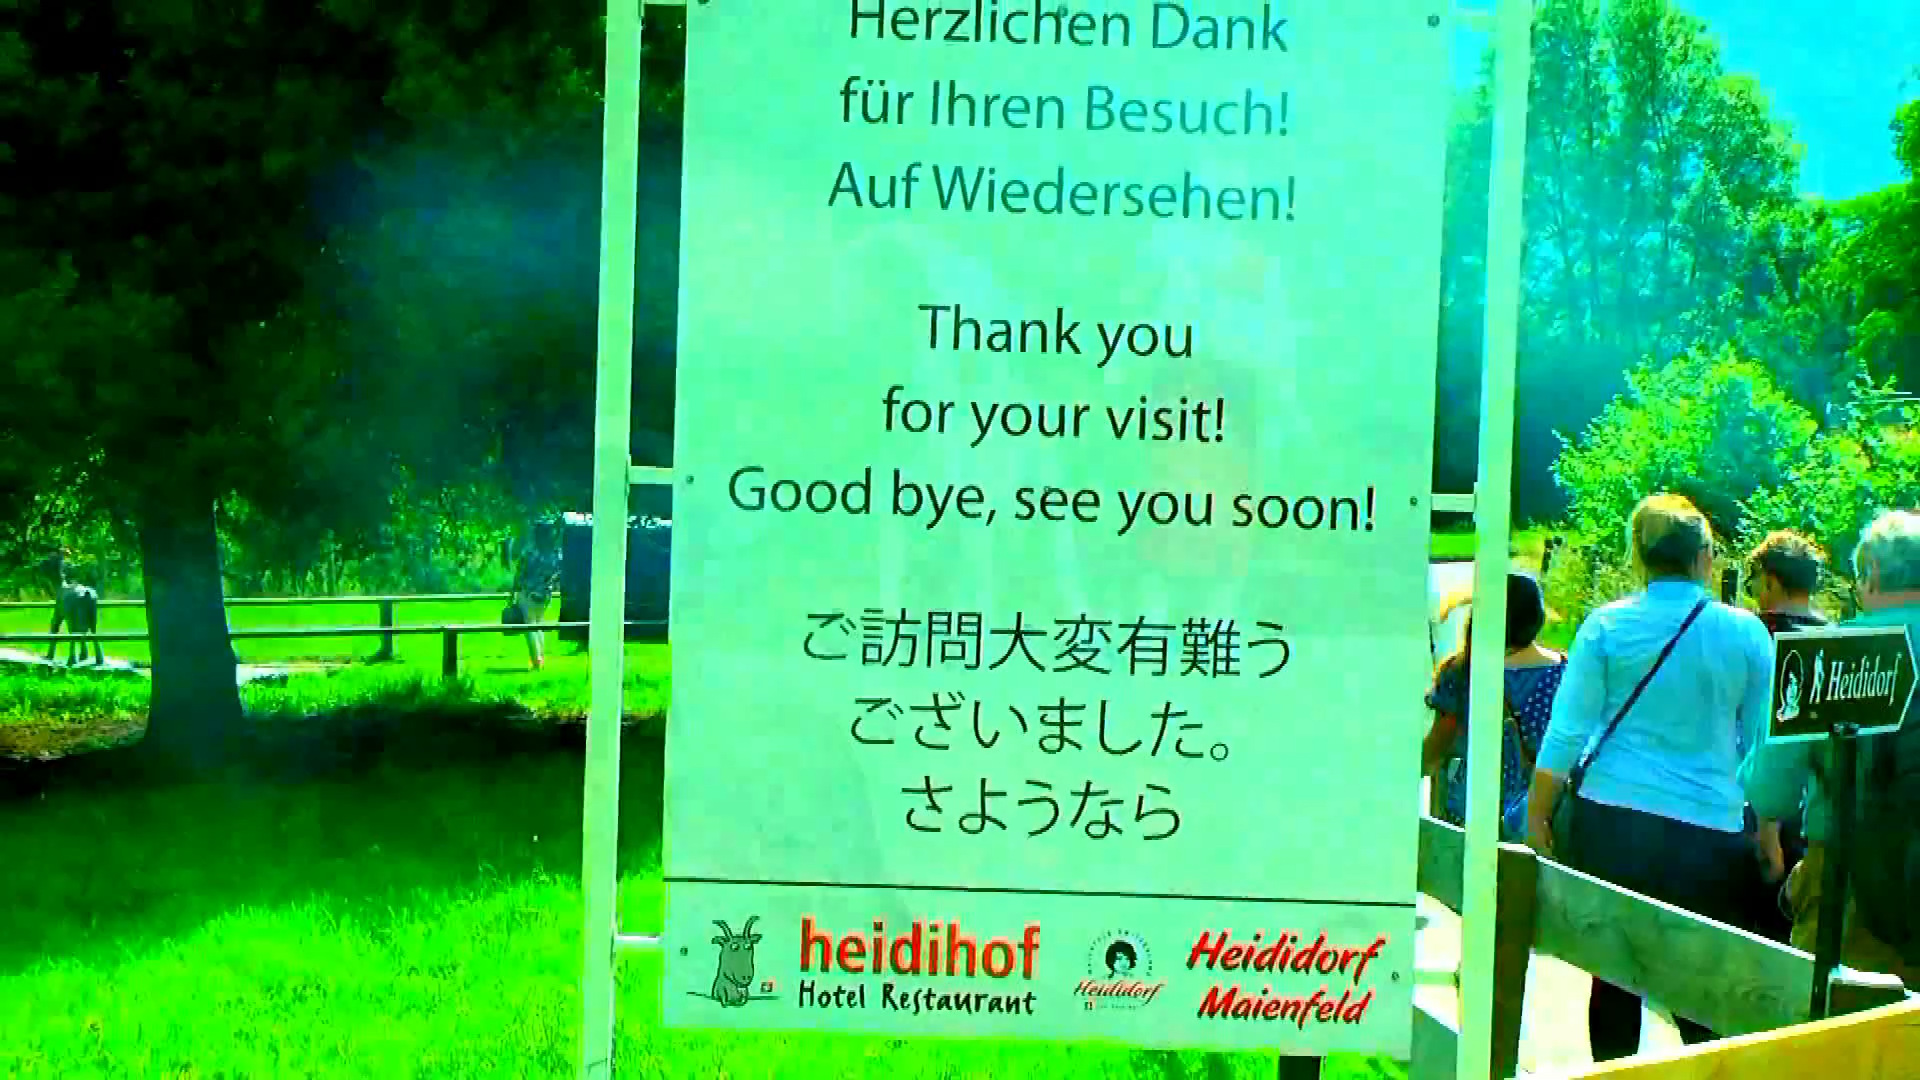 Herzlichen Dank
für Ihren Besuch!
Auf Wiedersehen!
Thank you
for your visit!
Good bye, see you soon!
ご訪問大変有難う
ございました。
さようなら
heidihof
Hotel Restaurant
Heididorf
Heididorf
Maienfeld
Heididorf